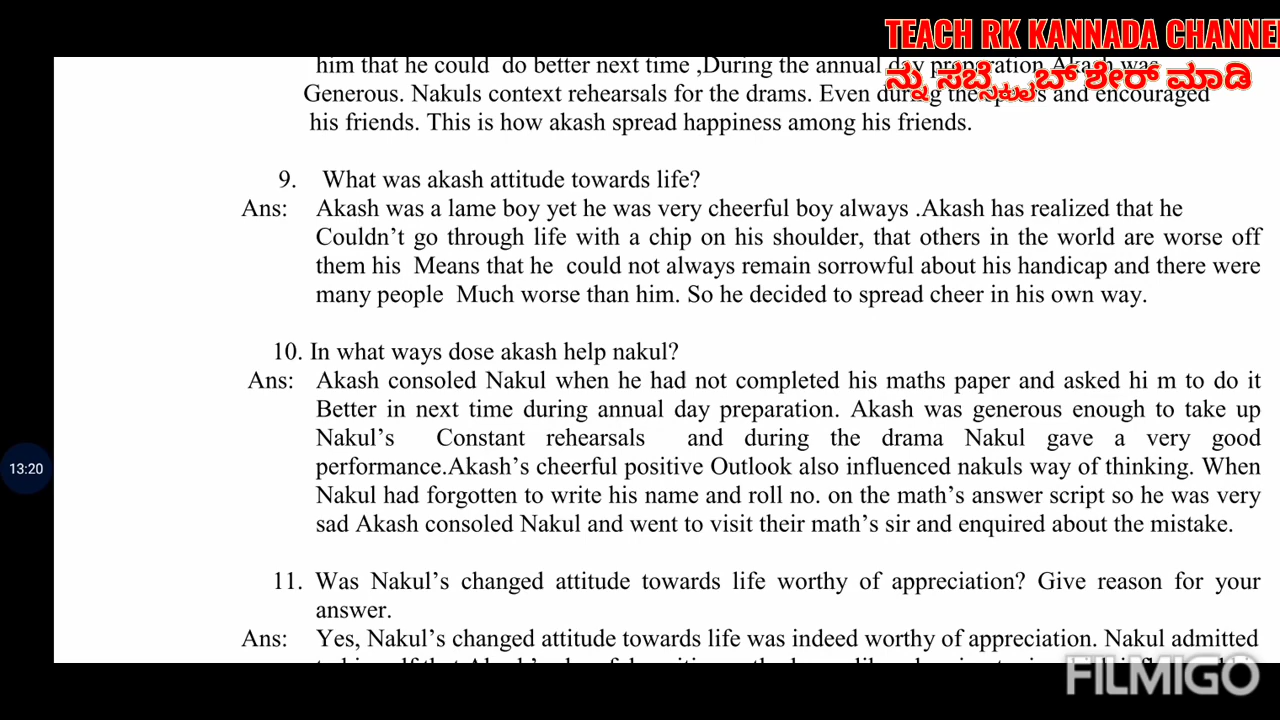 TEACH RK KANNADA CHANNE
ನ್ನು ಸಬ್ಸ್ಕ್ರೈಬ್ ಶೇರ್ ಮಾಡಿ
him that he could do better next time ,During the annual day preparation Akash was
Generous. Nakuls context rehearsals for the drams. Even during the and encouraged
his friends. This is how akash spread happiness among his friends.
9. What was akash attitude towards life?
Ans: Akash was a lame boy yet he was very cheerful boy always .Akash has realized that he
Couldn't go through life with a chip on his shoulder, that others in the world are worse off
them his Means that he could not always remain sorrowful about his handicap and there were
many people Much worse than him. So he decided to spread cheer in his own way.
10. In what ways dose akash help nakul?
Ans: Akash consoled Nakul when he had not completed his maths paper and asked hi m to do it
Better in next time during annual day preparation. Akash was generous enough to take up
Nakul's Constant rehearsals and during the drama Nakul gave a very good
performance.Akash's cheerful positive Outlook also influenced nakuls way of thinking. When
13:20
Nakul had forgotten to write his name and roll no. on the math's answer script so he was very
sad Akash consoled Nakul and went to visit their math's sir and enquired about the mistake.
11. Was Nakul's changed attitude towards life worthy of appreciation? Give reason for your
answer.
Ans: Yes, Nakul's changed attitude towards life was indeed worthy of appreciation. Nakul admitted
FILMIGO